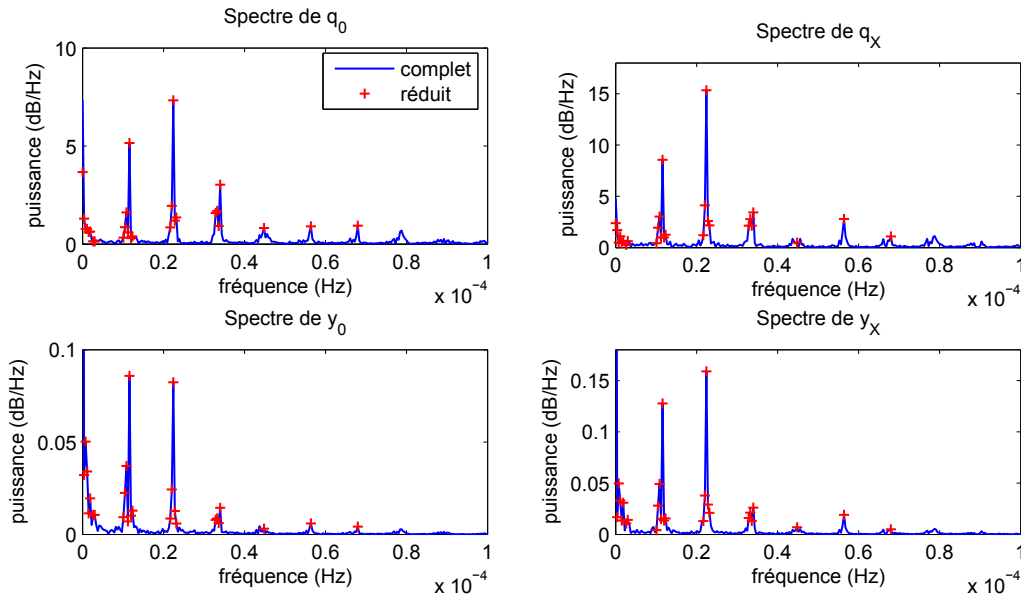 Spectre de q0
puissance (dB/Hz)
10
5
0
complet
réduit
0
0.2
0.4
0.6
0.8
1
fréquence (Hz)
x 10-4
Spectre de qX
puissance (dB/Hz)
15
10
5
0
0
0.2
0.4
0.6
0.8
1
fréquence (Hz)
x 10-4
Spectre de y0
puissance (dB/Hz)
0.1
0.05
0
0
0.2
0.4
0.6
0.8
1
fréquence (Hz)
x 10-4
Spectre de yX
puissance (dB/Hz)
0.15
0.1
0.05
0
0
0.2
0.4
0.6
0.8
1
fréquence (Hz)
x 10-4